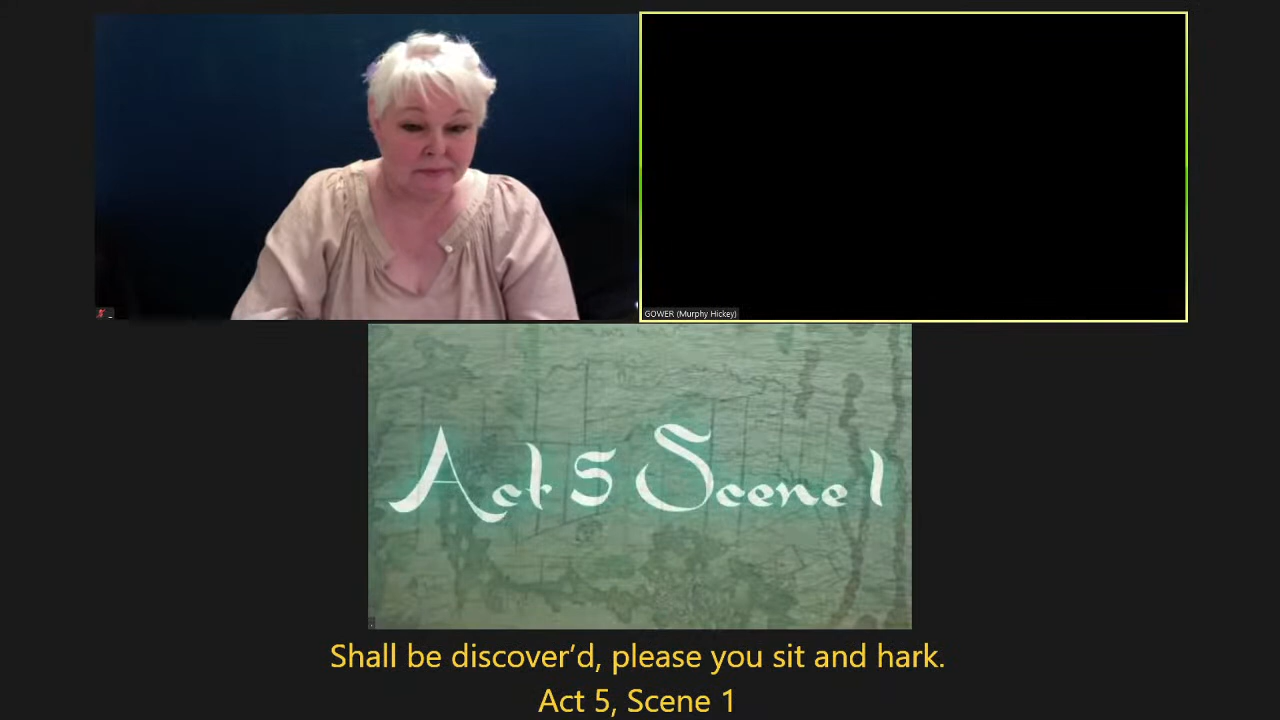 GOWER (Murphy Hickey)
Act 5 Scene 1
Shall be discover’d, please you sit and hark.
Act 5, Scene 1